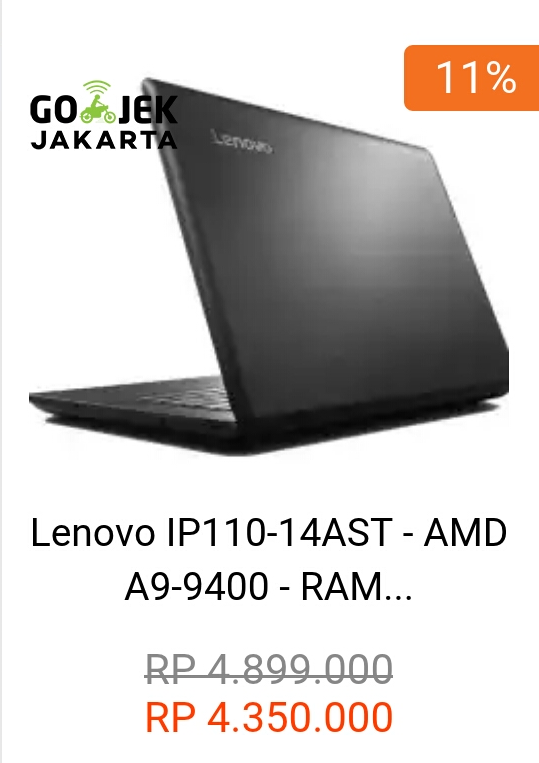 GO JEK
JAKARTA
11%
Lenovo
Lenovo IP110-14AST - AMD
A9-9400 - RAM...
RP 4.899.000
RP 4.350.000